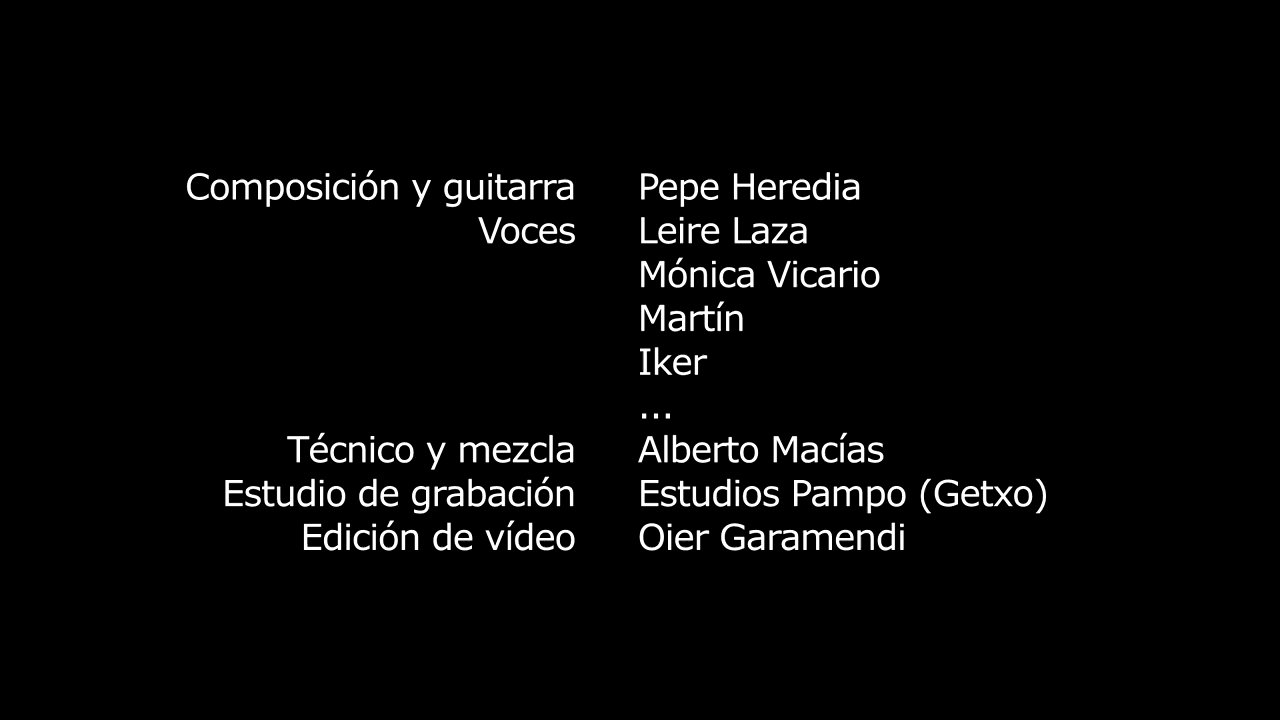 Composición y guitarra Pepe Heredia
Voces Leire Laza
Mónica Vicario
Martín
Iker
...
Técnico y mezcla Alberto Macías
Estudio de grabación Estudios Pampo (Getxo)
Edición de vídeo Oier Garamendi